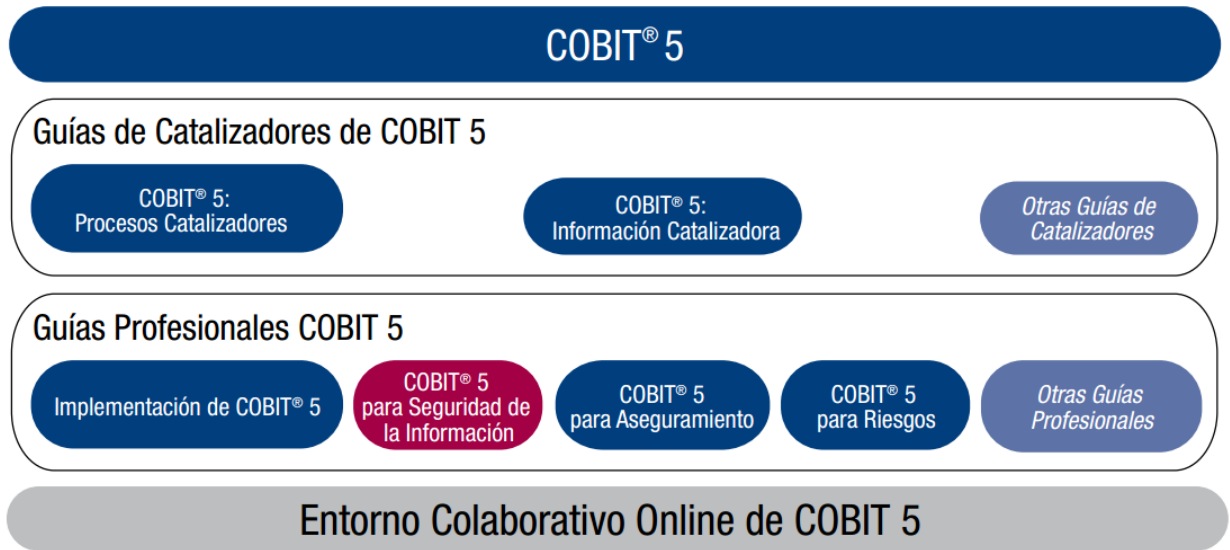 COBIT® 5
Guías de Catalizadores de COBIT 5
COBIT® 5:
Procesos Catalizadores
COBIT® 5:
Información Catalizadora
Otras Guías de
Catalizadores
Guías Profesionales COBIT 5
Implementación de COBIT® 5
COBIT® 5
para Seguridad de
la Información
COBIT® 5
para Aseguramiento
COBIT® 5
para Riesgos
Otras Guías
Profesionales
Entorno Colaborativo Online de COBIT 5